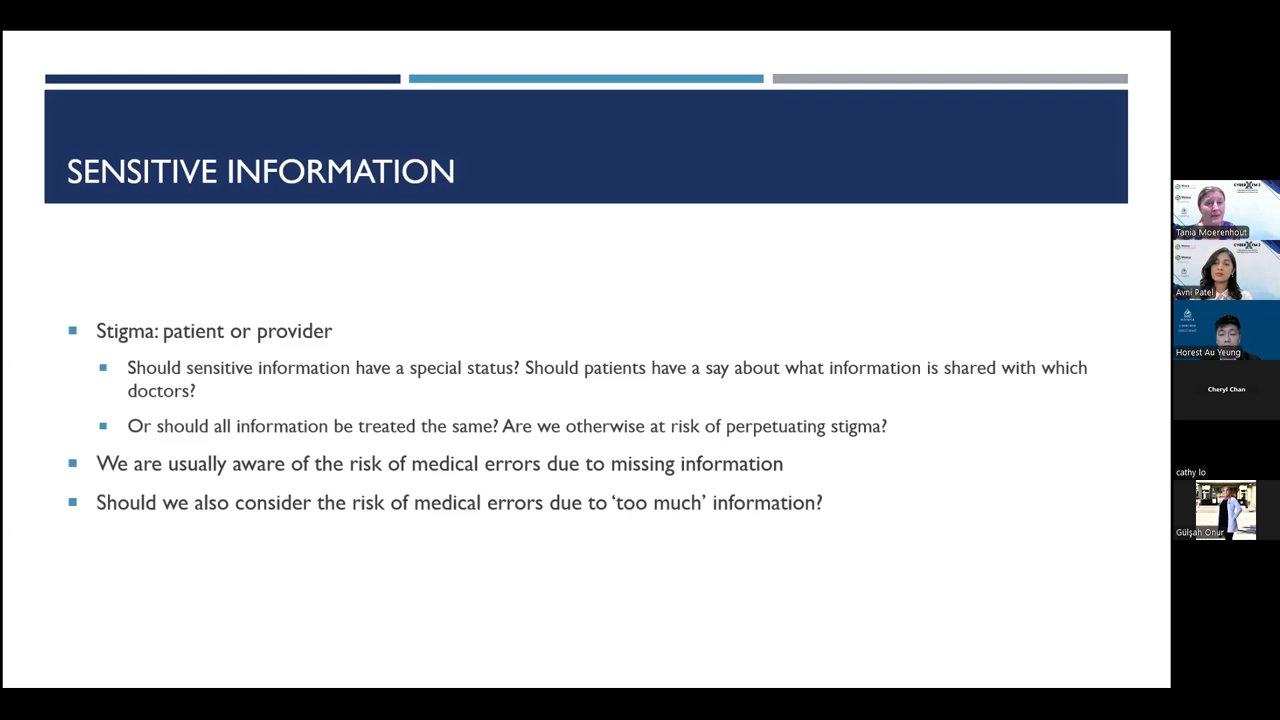 SENSITIVE INFORMATION
Stigma: patient or provider
Should sensitive information have a special status? Should patients have a say about what information is shared with which
doctors?
Or should all information be treated the same? Are we otherwise at risk of perpetuating stigma?
We are usually aware of the risk of medical errors due to missing information
Should we also consider the risk of medical errors due to ‘too much’ information?
Tania Moerenhout
Avni Patel
Horest Au Yeung
Cheryl Chan
cathy lo
Gülşah Onur